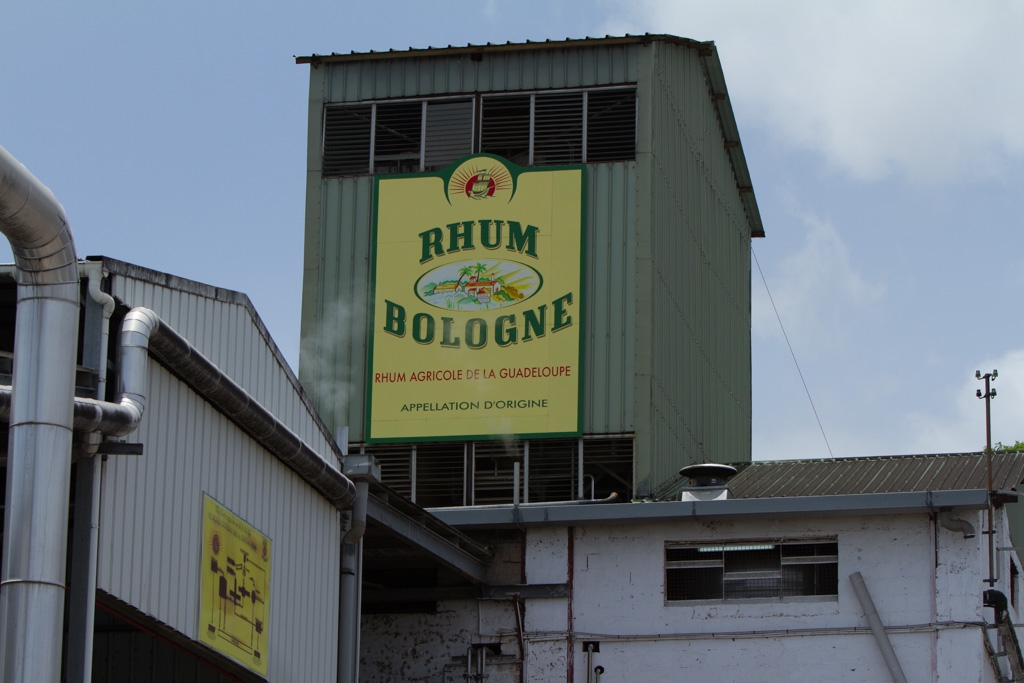 RHUM
BOLOGNE
RHUM AGRICOLE DE LA GUADELOUPE
APPELLATION D'ORIGINE